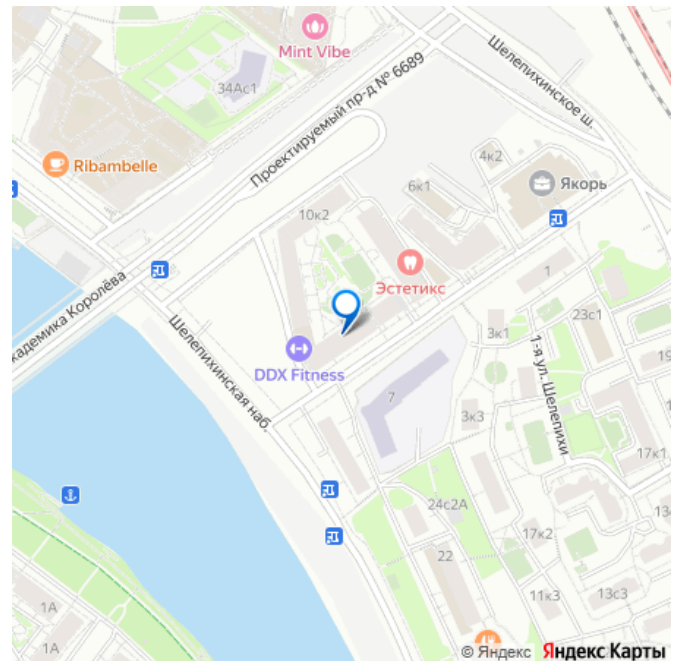 Mint Vibe
Шелепихинское ш.
34Ас1
Проектируемый пр-д № 6689
Ribambelle
4к2
6к1
Якорь
10к2
Эстетикс
кадемика Королёва
1
23с1
Шелепихинская наб.
3к1
1-я ул. Шелепихи
19
DDX Fitness
7
3к3
17к1
24с2А
13
17к2
22
1А
11к3
13с3
1А
© Яндекс Яндекс Карты